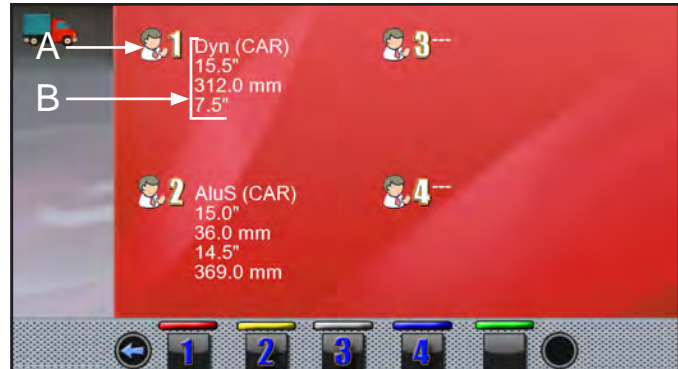 A
1 Dyn (CAR)
15.5"
312.0 mm
7.5"
B
3 ---
2 AluS (CAR)
15.0"
36.0 mm
14.5"
369.0 mm
4 ---
1 2 3 4